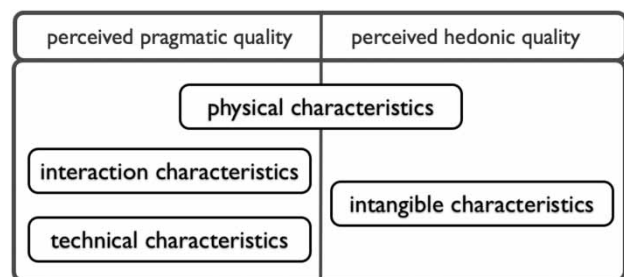 perceived pragmatic quality
perceived hedonic quality
physical characteristics
interaction characteristics
intangible characteristics
technical characteristics